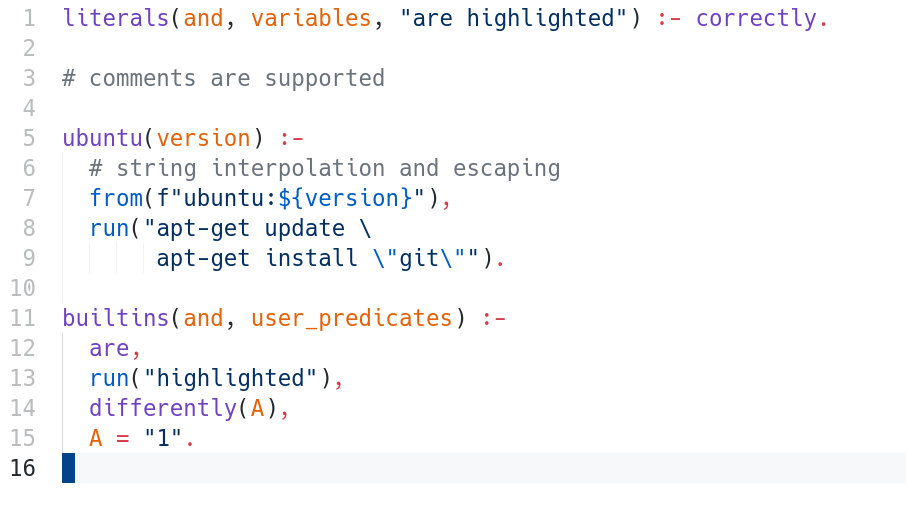 1 literals(and, variables, "are highlighted") :- correctly.
2
3 # comments are supported
4
5 ubuntu(version) :-
6   # string interpolation and escaping
7   from(f"ubuntu:${version}"),
8   run("apt-get update \
9        apt-get install \"git\"").
10
11 builtins(and, user_predicates) :-
12   are,
13   run("highlighted"),
14   differently(A),
15   A = "1".
16